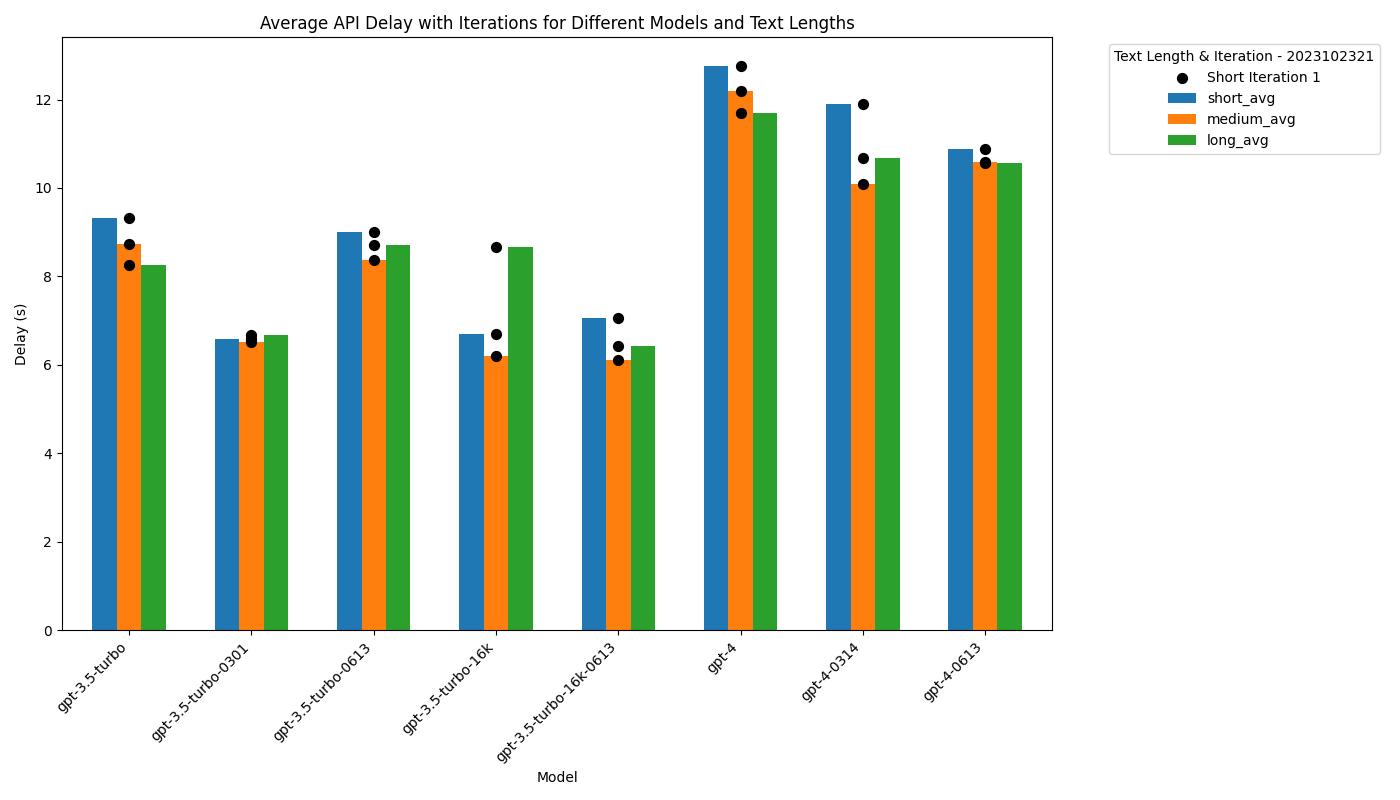 Average API Delay with Iterations for Different Models and Text Lengths
Text Length & Iteration - 2023102321
Short Iteration 1
short_avg
medium_avg
long_avg
Delay (s)
12
10
8
6
4
2
0
gpt-3.5-turbo
gpt-3.5-turbo-0301
gpt-3.5-turbo-0613
gpt-3.5-turbo-16k
gpt-3.5-turbo-16k-0613
gpt-4
gpt-4-0314
gpt-4-0613
Model